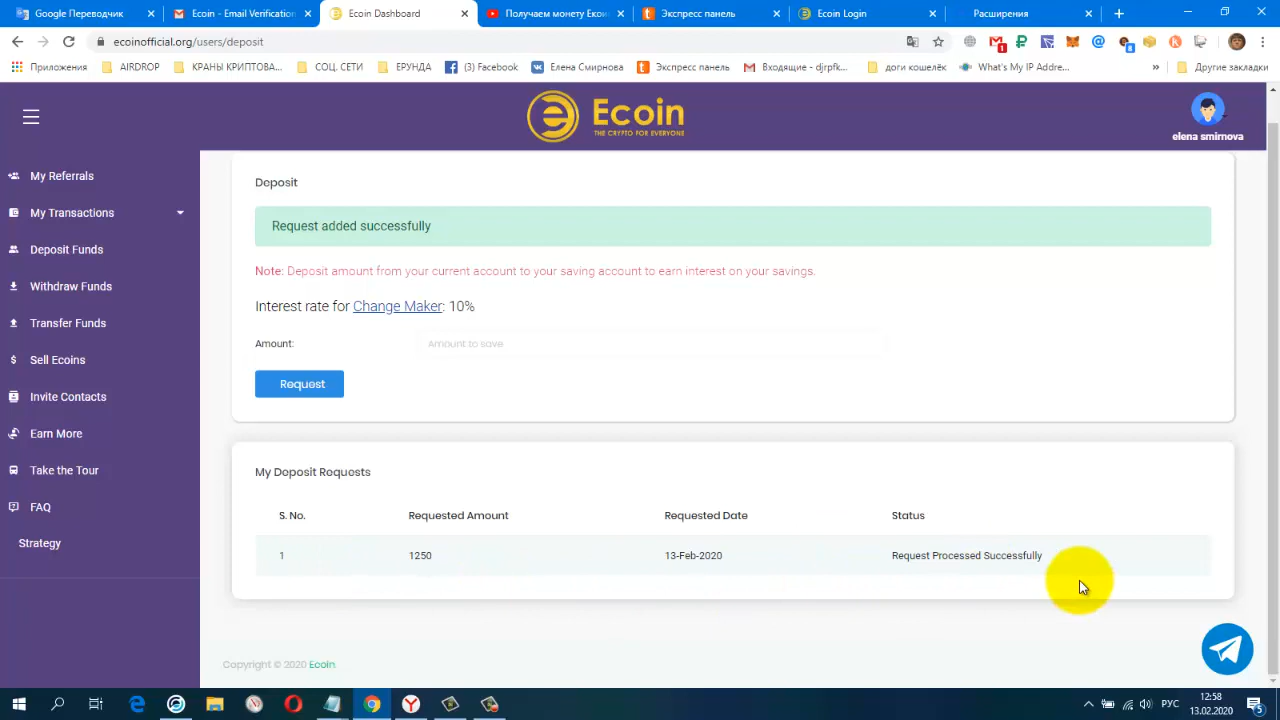 Google Переводчик
Ecoin - Email Verification
Ecoin Dashboard
Получаем монету Екои
Экспресс панель
Ecoin Login
Расширения
ecoinofficial.org/users/deposit
1
8
Приложения
AIRDROP
КРАНЫ КРИПТОВА...
СОЦ. СЕТИ
ЕРУНДА
(3) Facebook
Елена Смирнова
Экспресс панель
Входящие - djrpfk...
доги кошелёк
What's My IP Addre...
»
Другие закладки
Ecoin
THE CRYPTO FOR EVERYONE
elena smirnova
My Referrals
My Transactions
Deposit Funds
Withdraw Funds
Transfer Funds
Sell Ecoins
Invite Contacts
Earn More
Take the Tour
FAQ
Strategy
Deposit
Request added successfully
Note: Deposit amount from your current account to your saving account to earn interest on your savings.
Interest rate for Change Maker: 10%
Amount:
Amount to save
Request
My Deposit Requests
S. No. Requested Amount Requested Date Status
1 1250 13-Feb-2020 Request Processed Successfully
Copyright © 2020 Ecoin
РУС
12:58
13.02.2020
5